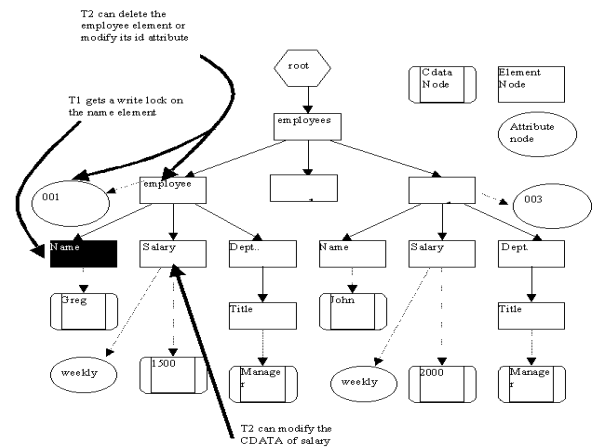 T2 can delete the
employee element or
modify its id attribute
root
Cdata
Node
Element
Node
T1 gets a write lock on
the name element
employees
Attribute
node
001
employee
003
Name
Salary
Dept..
Name
Salary
Dept.
Greg
Title
John
Title
weekly
1500
Manage
r
weekly
2000
Manage
r
T2 can modify the
CDATA of salary